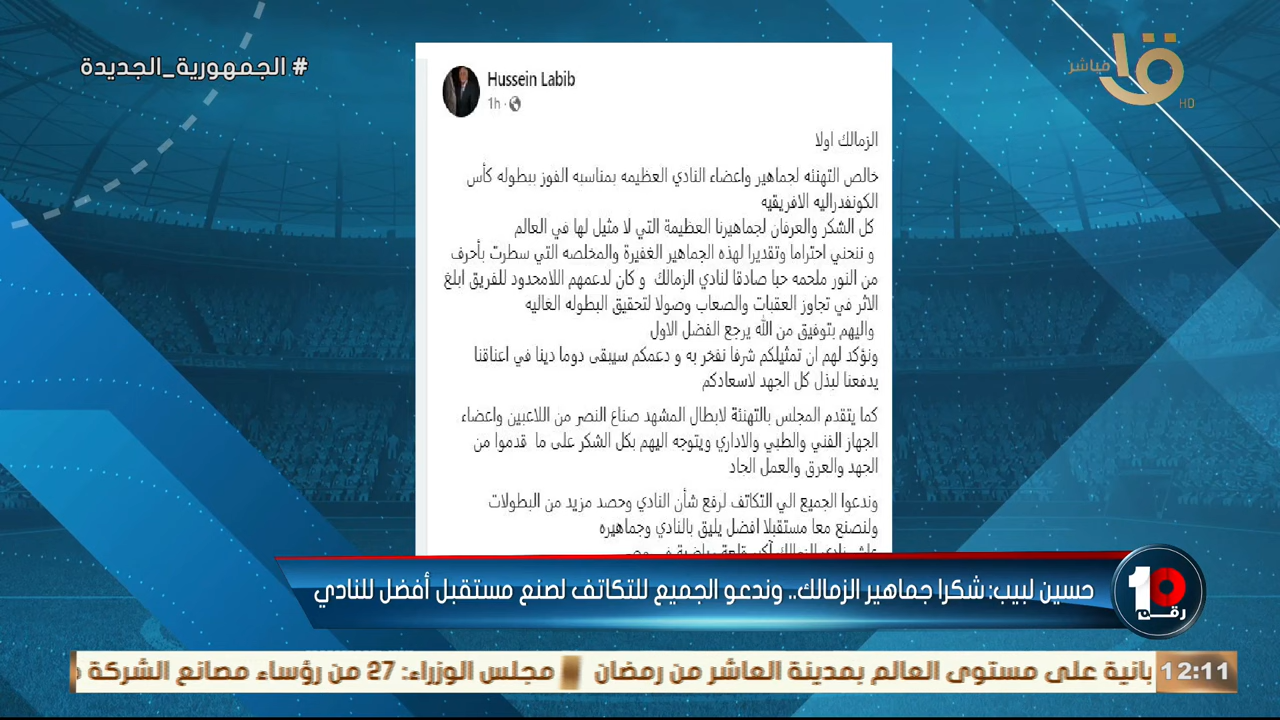 # الجمهورية_الجديدة
مباشر
HD
Hussein Labib
1h ·
الزمالك اولا
خالص التهنئه لجماهير واعضاء النادي العظيمه بمناسبه الفوز ببطوله كأس
الكونفدراليه الافريقيه
كل الشكر والعرفان لجماهيرنا العظيمة التي لا مثيل لها في العالم
و ننحني احتراما وتقديرا لهذه الجماهير الغفيرة والمخلصه التي سطرت بأحرف
من النور ملحمه حبا صادقا لنادي الزمالك و كان لدعمهم اللامحدود للفريق ابلغ
الاثر في تجاوز العقبات والصعاب وصولا لتحقيق البطوله الغاليه
واليهم بتوفيق من الله يرجع الفضل الاول
ونؤكد لهم ان تمثيلكم شرفا نفخر به و دعمكم سيبقى دوما دينا في اعناقنا
يدفعنا لبذل كل الجهد لاسعادكم
كما يتقدم المجلس بالتهنئة لابطال المشهد صناع النصر من اللاعبين واعضاء
الجهاز الفني والطبي والاداري ويتوجه اليهم بكل الشكر على ما قدموا من
الجهد والعرق والعمل الجاد
وندعوا الجميع الي التكاتف لرفع شأن النادي وحصد مزيد من البطولات
ولنصنع معا مستقبلا افضل يليق بالنادي وجماهيره
حسين لبيب: شكرا جماهير الزمالك.. وندعو الجميع للتكاتف لصنع مستقبل أفضل للنادي
رقم 10
بانية على مستوى العالم بمدينة العاشر من رمضان مجلس الوزراء: 27 من رؤساء مصانع الشركة
12:11